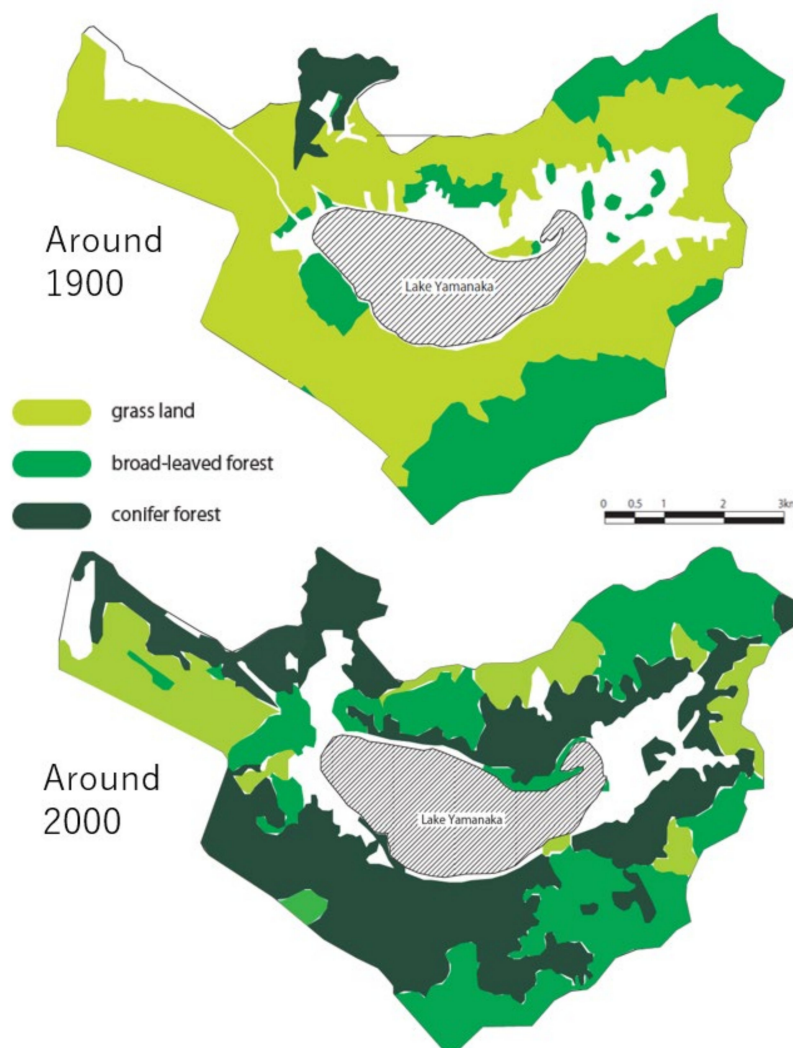 Around
1900
Lake Yamanaka
grass land
broad-leaved forest
conifer forest
0 0.5 1 2 3km
Around
2000
Lake Yamanaka